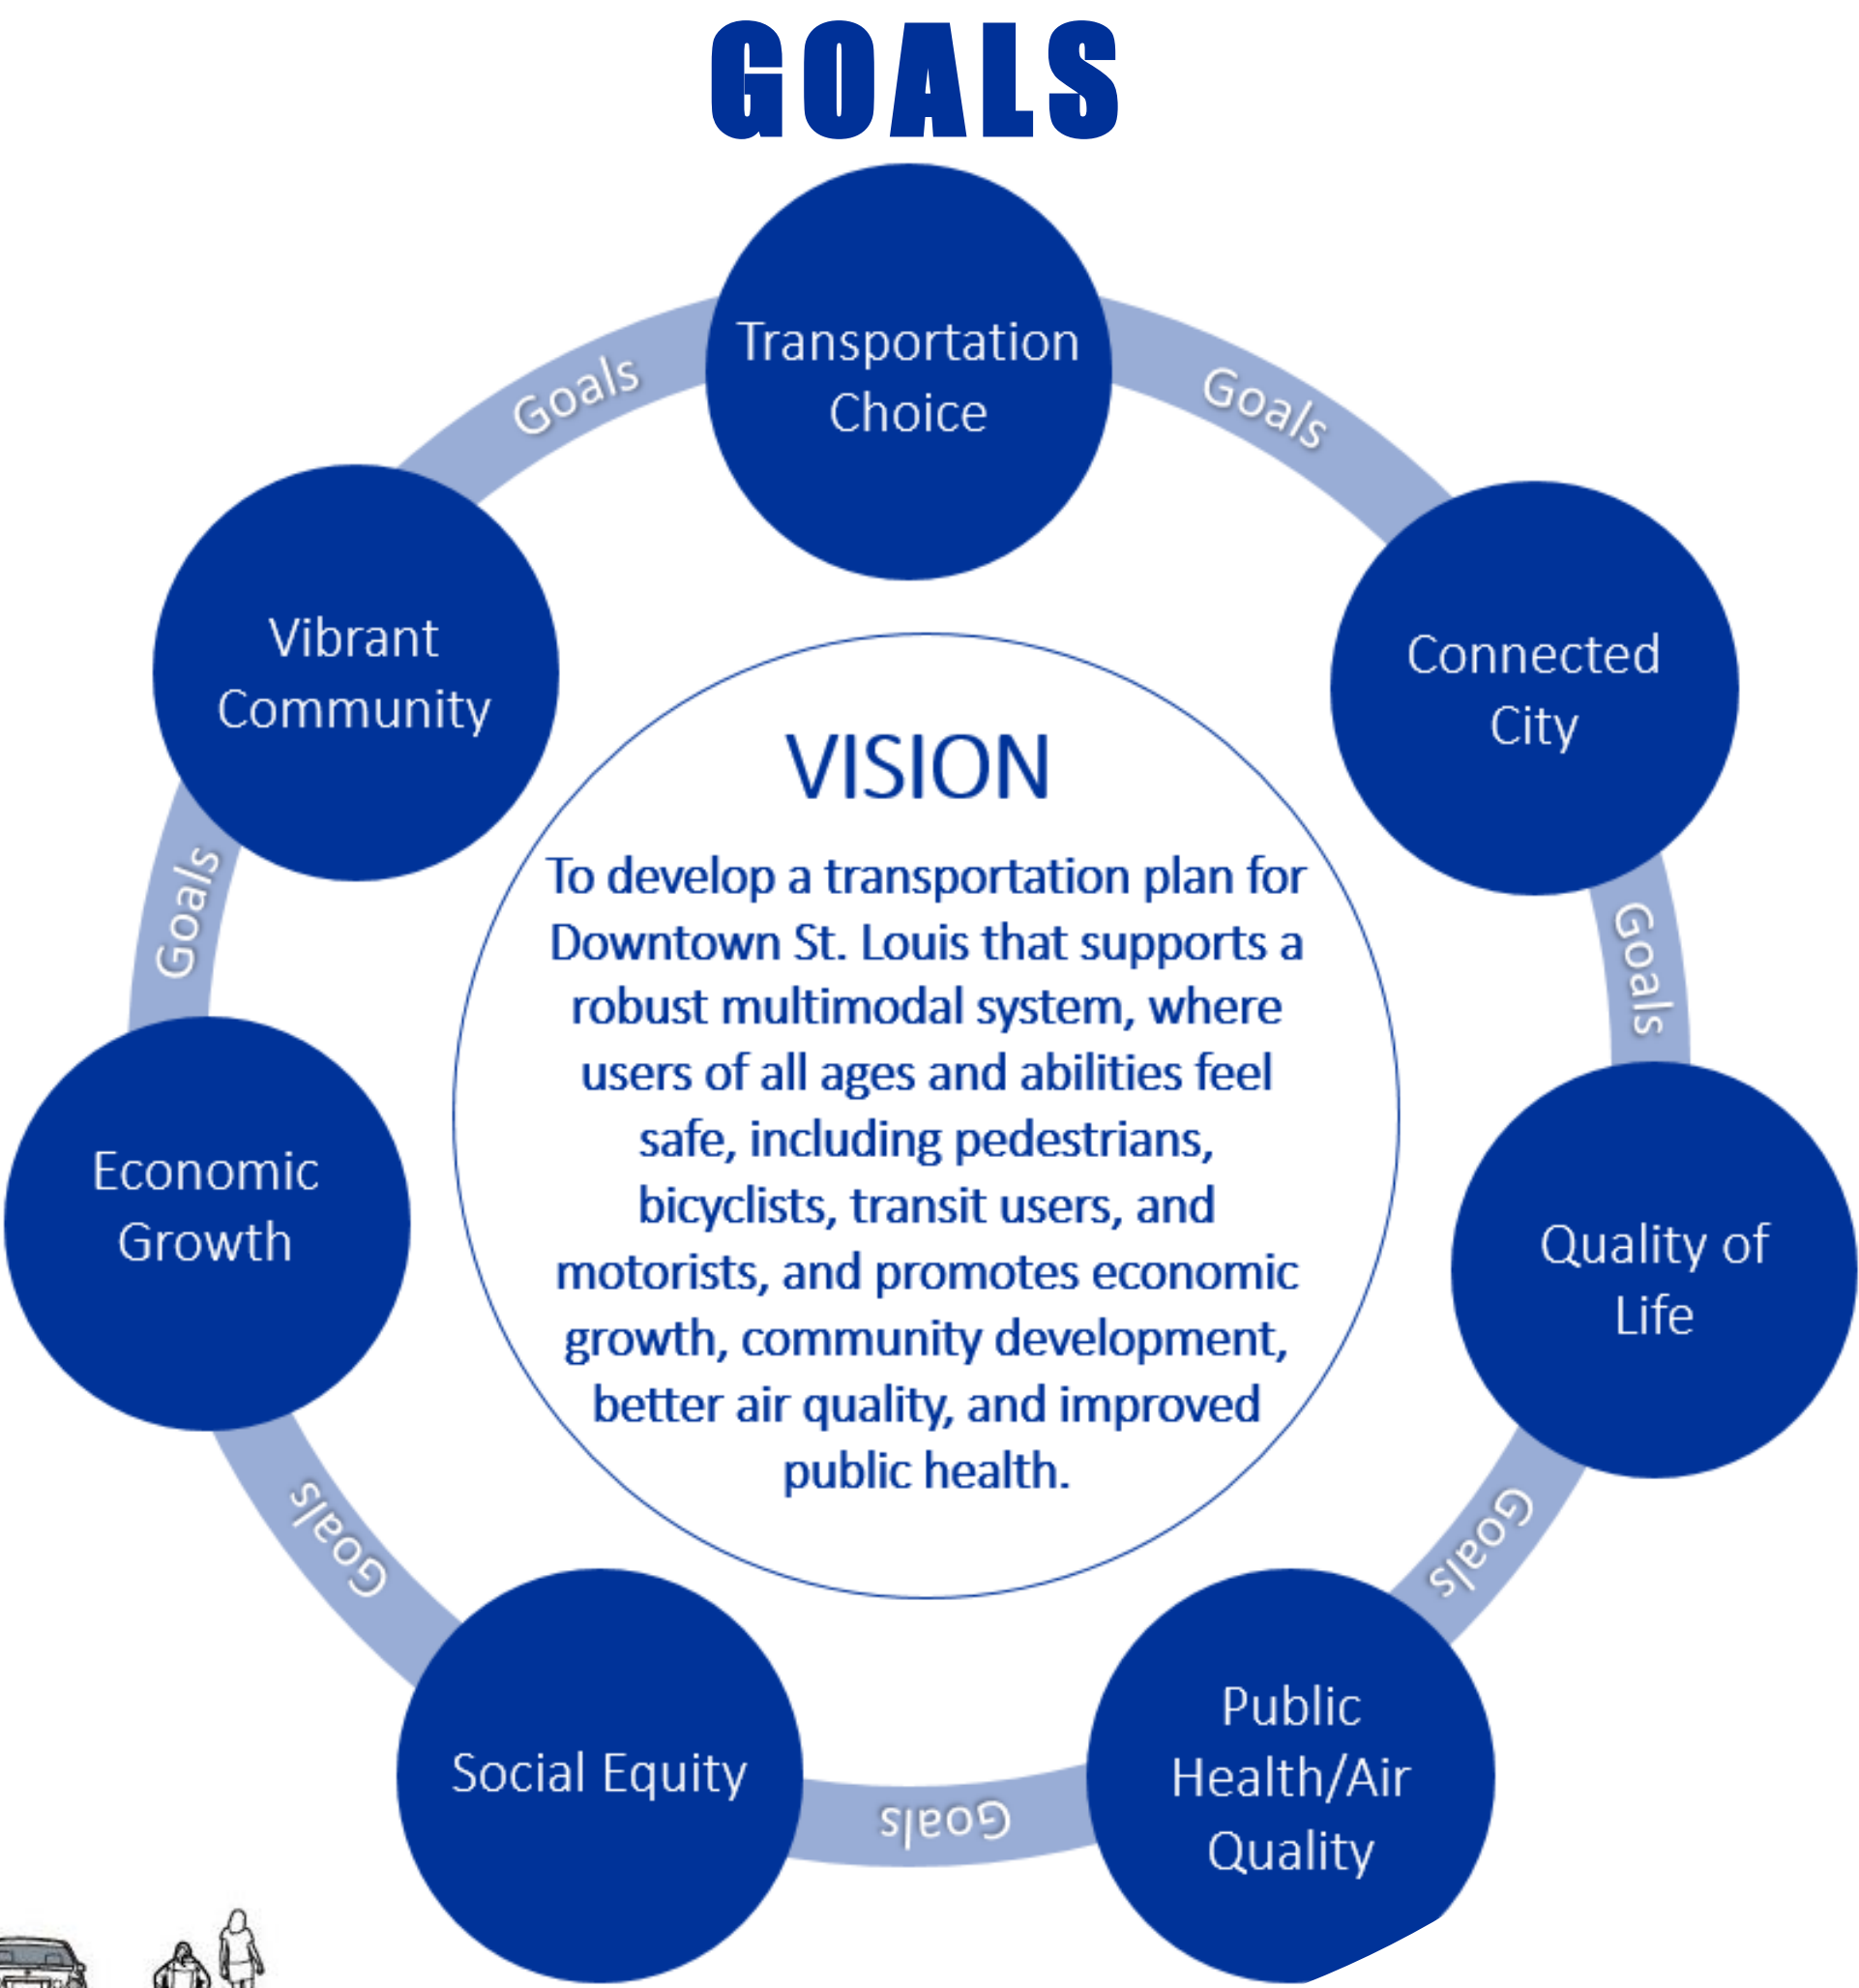 GOALS
Transportation
Choice
Goals
Connected
City
Goals
Quality of
Life
Goals
Public
Health/Air
Quality
Goals
Social Equity
Goals
Economic
Growth
Goals
Vibrant
Community
Goals
VISION
To develop a transportation plan for
Downtown St. Louis that supports a
robust multimodal system, where
users of all ages and abilities feel
safe, including pedestrians,
bicyclists, transit users, and
motorists, and promotes economic
growth, community development,
better air quality, and improved
public health.